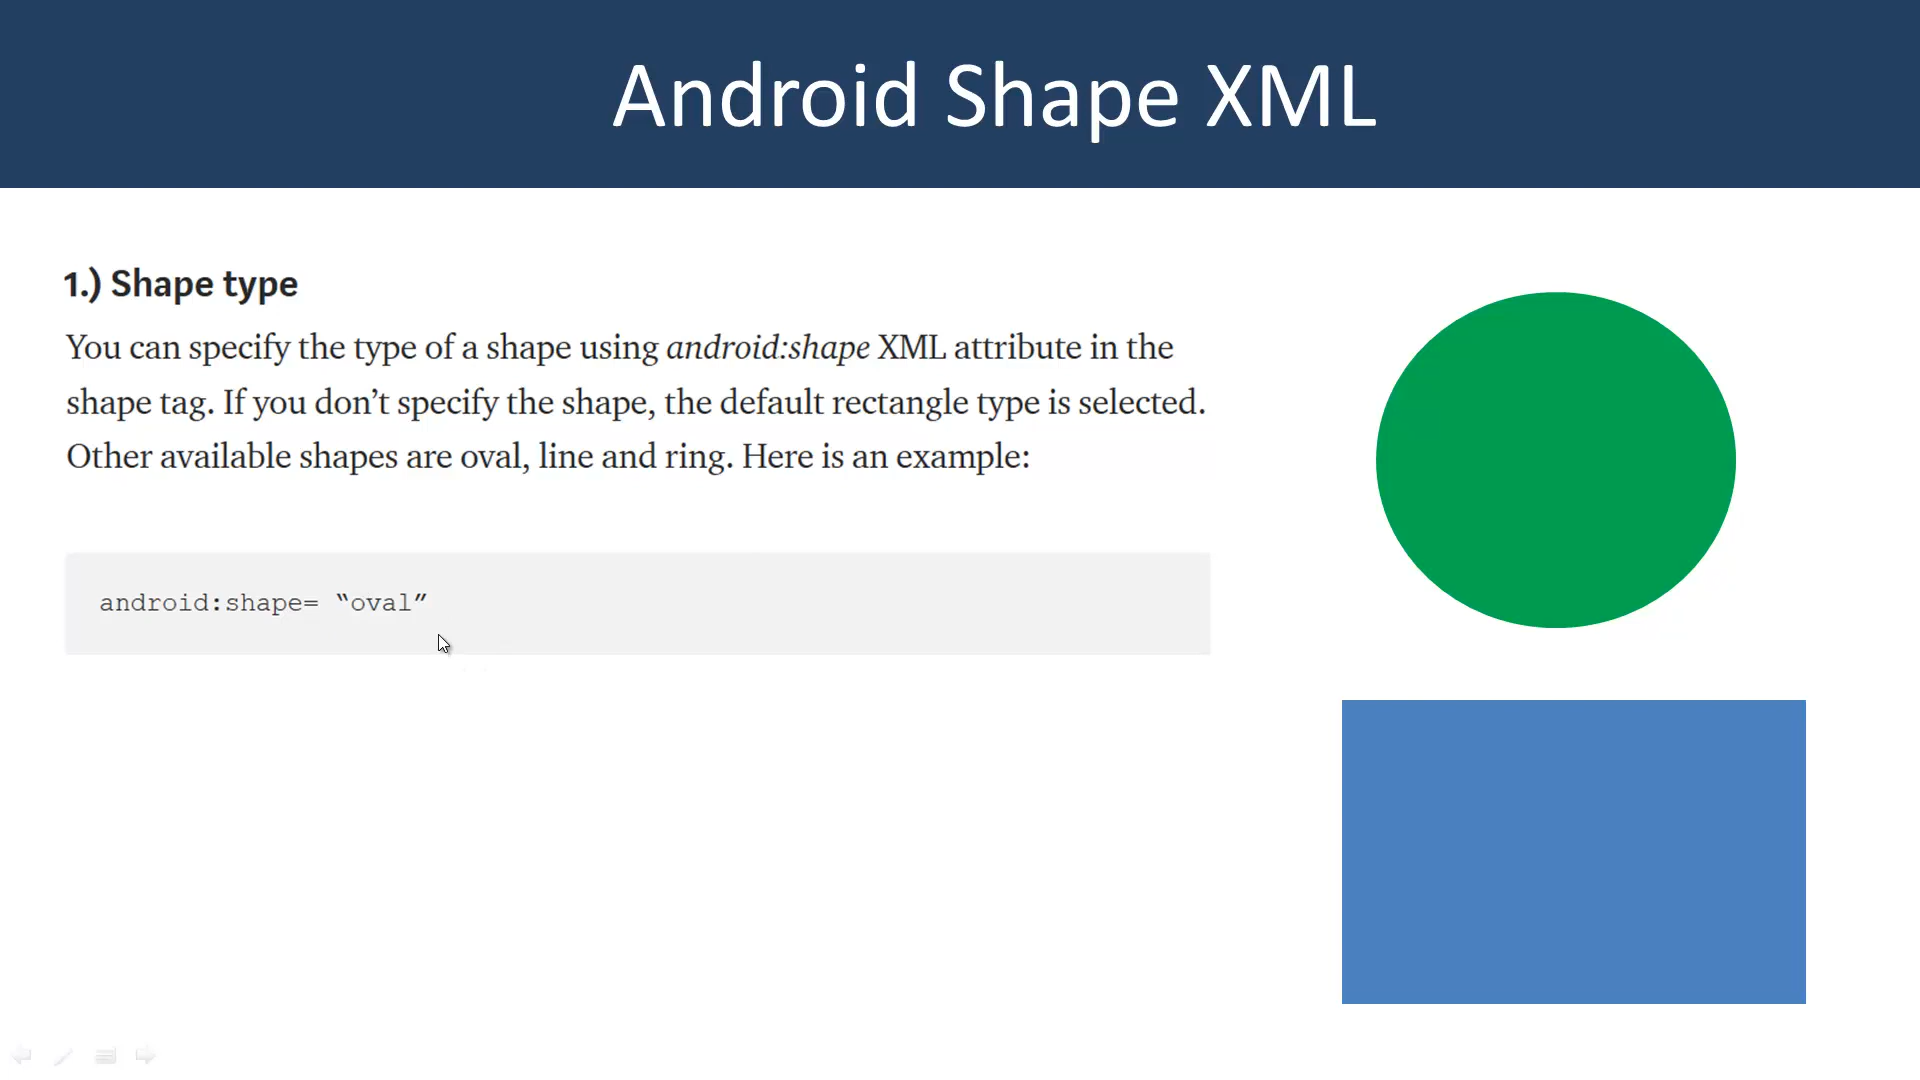 Android Shape XML
1.) Shape type
You can specify the type of a shape using android:shape XML attribute in the
shape tag. If you don’t specify the shape, the default rectangle type is selected.
Other available shapes are oval, line and ring. Here is an example:
android:shape= “oval”